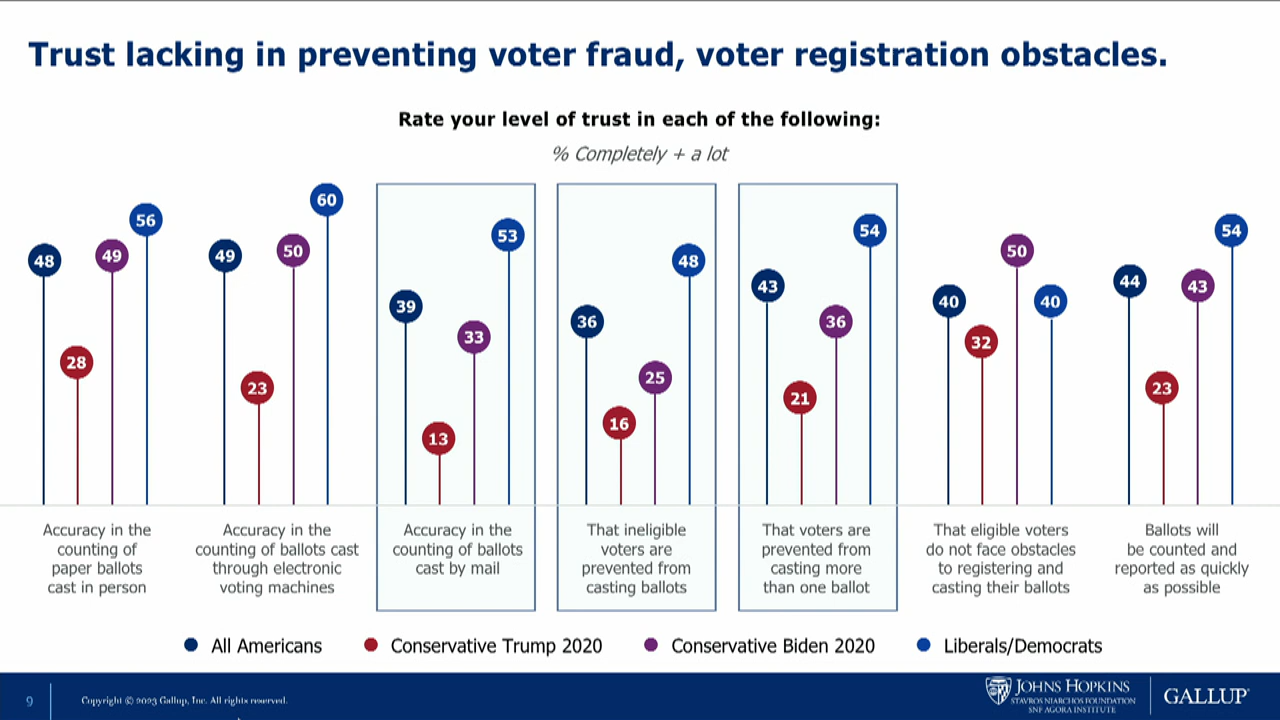 Trust lacking in preventing voter fraud, voter registration obstacles.
Rate your level of trust in each of the following:
% Completely + a lot
48
28
49
56
49
23
50
60
39
13
33
53
36
16
25
48
43
21
36
54
40
32
50
40
44
23
43
54
Accuracy in the
counting of
paper ballots
cast in person
Accuracy in the
counting of ballots cast
through electronic
voting machines
Accuracy in the
counting of ballots
cast by mail
That ineligible
voters are
prevented from
casting ballots
That voters are
prevented from
casting more
than one ballot
That eligible voters
do not face obstacles
to registering and
casting their ballots
Ballots will
be counted and
reported as quickly
as possible
All Americans
Conservative Trump 2020
Conservative Biden 2020
Liberals/Democrats
9
Copyright © 2023 Gallup, Inc. All rights reserved.
JOHNS HOPKINS
STAVROS NIARCHOS FOUNDATION
SNF AGORA INSTITUTE
GALLUP®